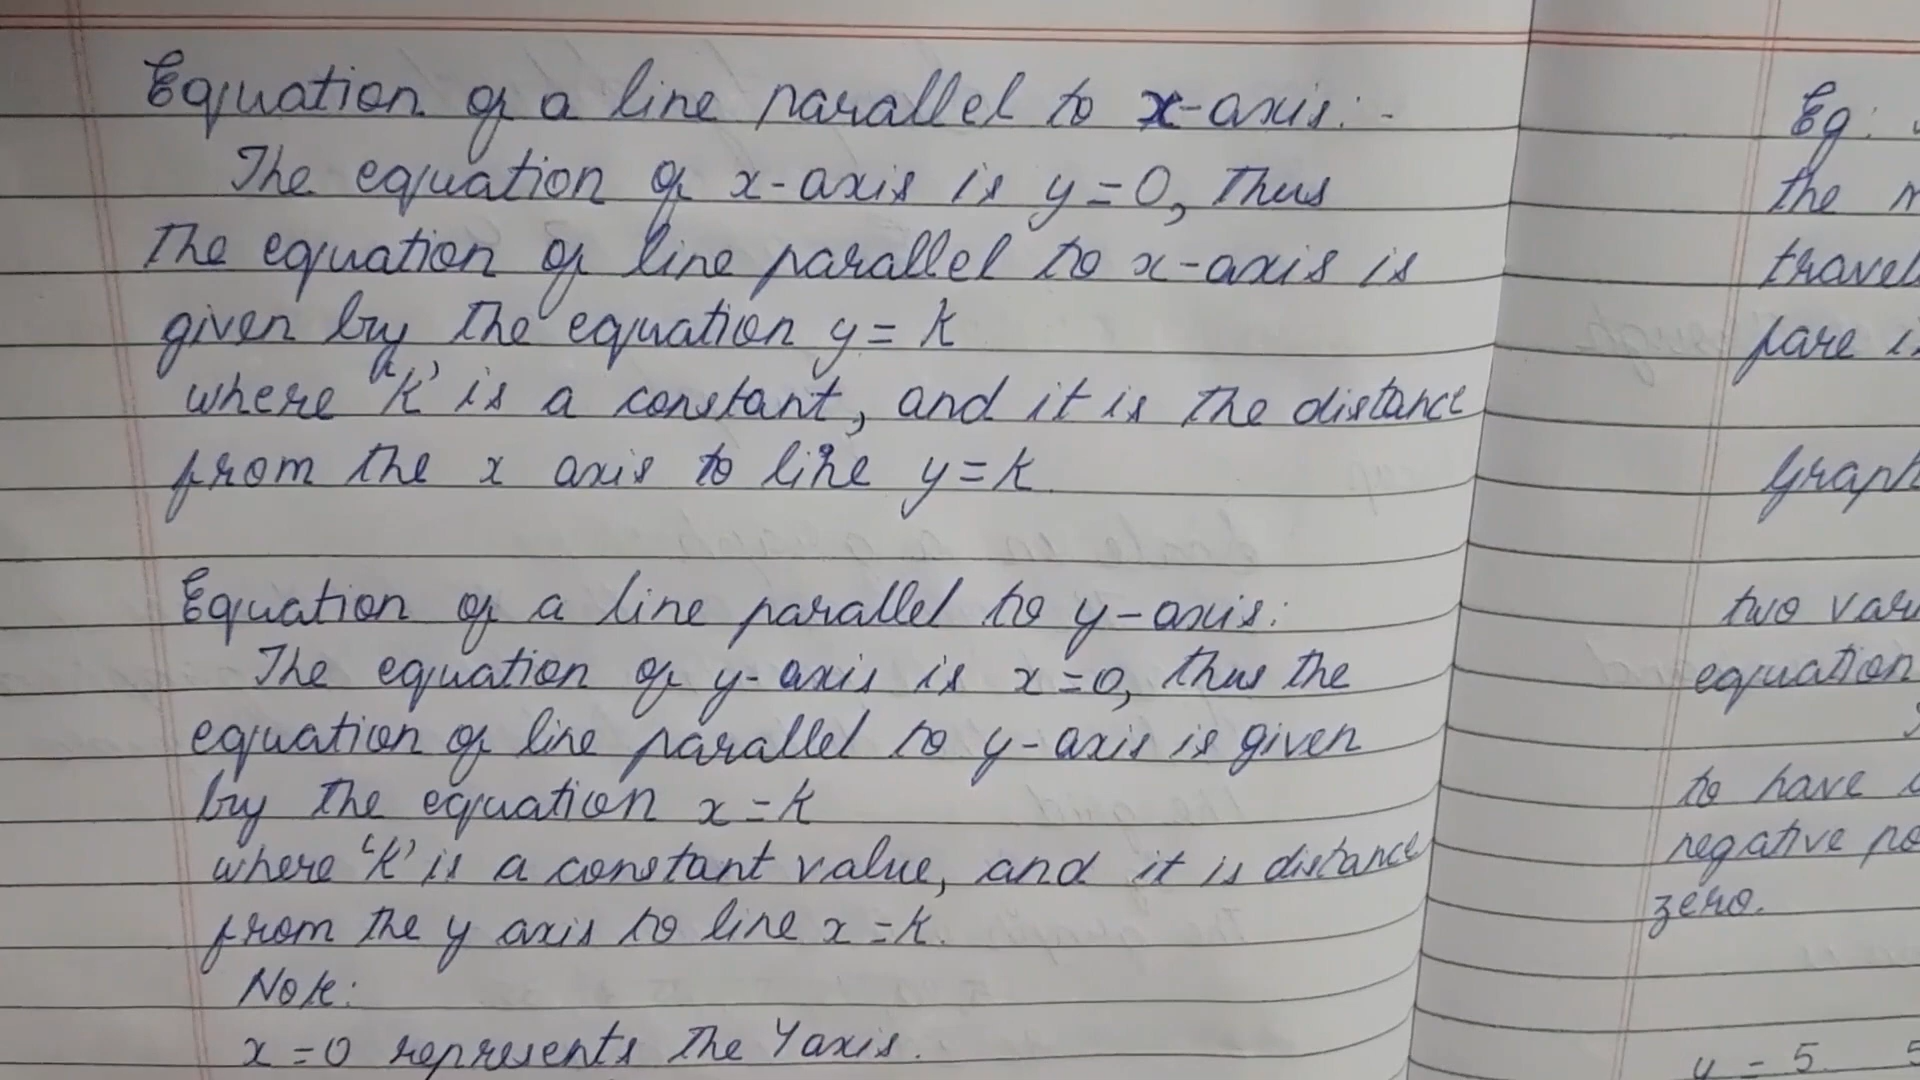 Equation of a line parallel to x-axis:-
The equation of x-axis is y=0, Thus
The equation of line parallel to x-axis is
given by the equation y = k
where 'k' is a constant, and it is the distance
from the x axis to line y=k.
Equation of a line parallel to y-axis:
The equation of y-axis is x=0, thus the
equation of line parallel to y-axis is given
by the equation x=k
where 'k' is a constant value, and it is distance
from the y axis to line x=k.
Note:
x=0 represents the Y axis.
Eg:
the
travel
fare
Graph
two
equation
to have
negative
zero.
y = 5